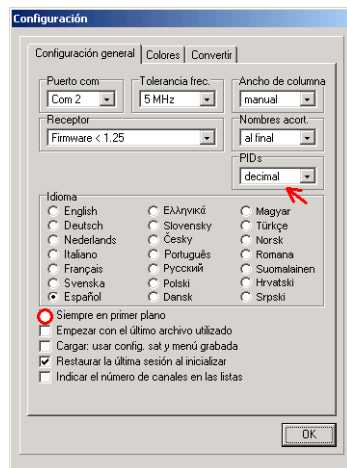 Configuración
Configuración general Colores Convertir
Puerto com Tolerancia frec. Ancho de columna
Com 2 5 MHz manual
Receptor Nombres acort.
Firmware < 1.25 al final
PIDs
decimal
Idioma
English Ελληνικά Magyar
Deutsch Slovensky Türkçe
Nederlands Česky Norsk
Italiano Português Romana
Français Русский Suomalainen
Svenska Polski Hrvatski
Español Dansk Srpski
Siempre en primer plano
Empezar con el último archivo utilizado
Cargar: usar config. sat y menú grabada
Restaurar la última sesión al inicializar
Indicar el número de canales en las listas
OK